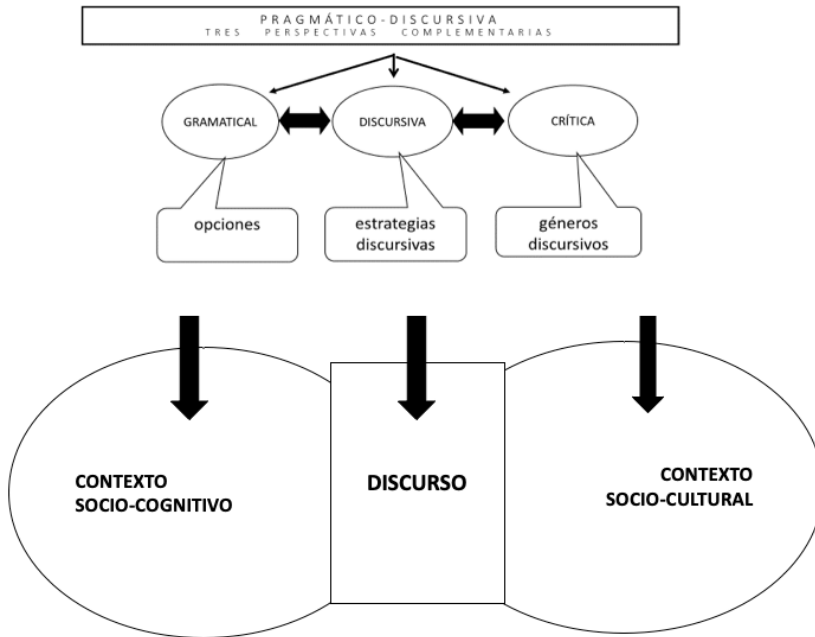 PRAGMÁTICO-DISCURSIVA
TRES PERSPECTIVAS COMPLEMENTARIAS
GRAMATICAL
DISCURSIVA
CRÍTICA
opciones
estrategias
discursivas
géneros
discursivos
CONTEXTO
SOCIO-COGNITIVO
DISCURSO
CONTEXTO
SOCIO-CULTURAL